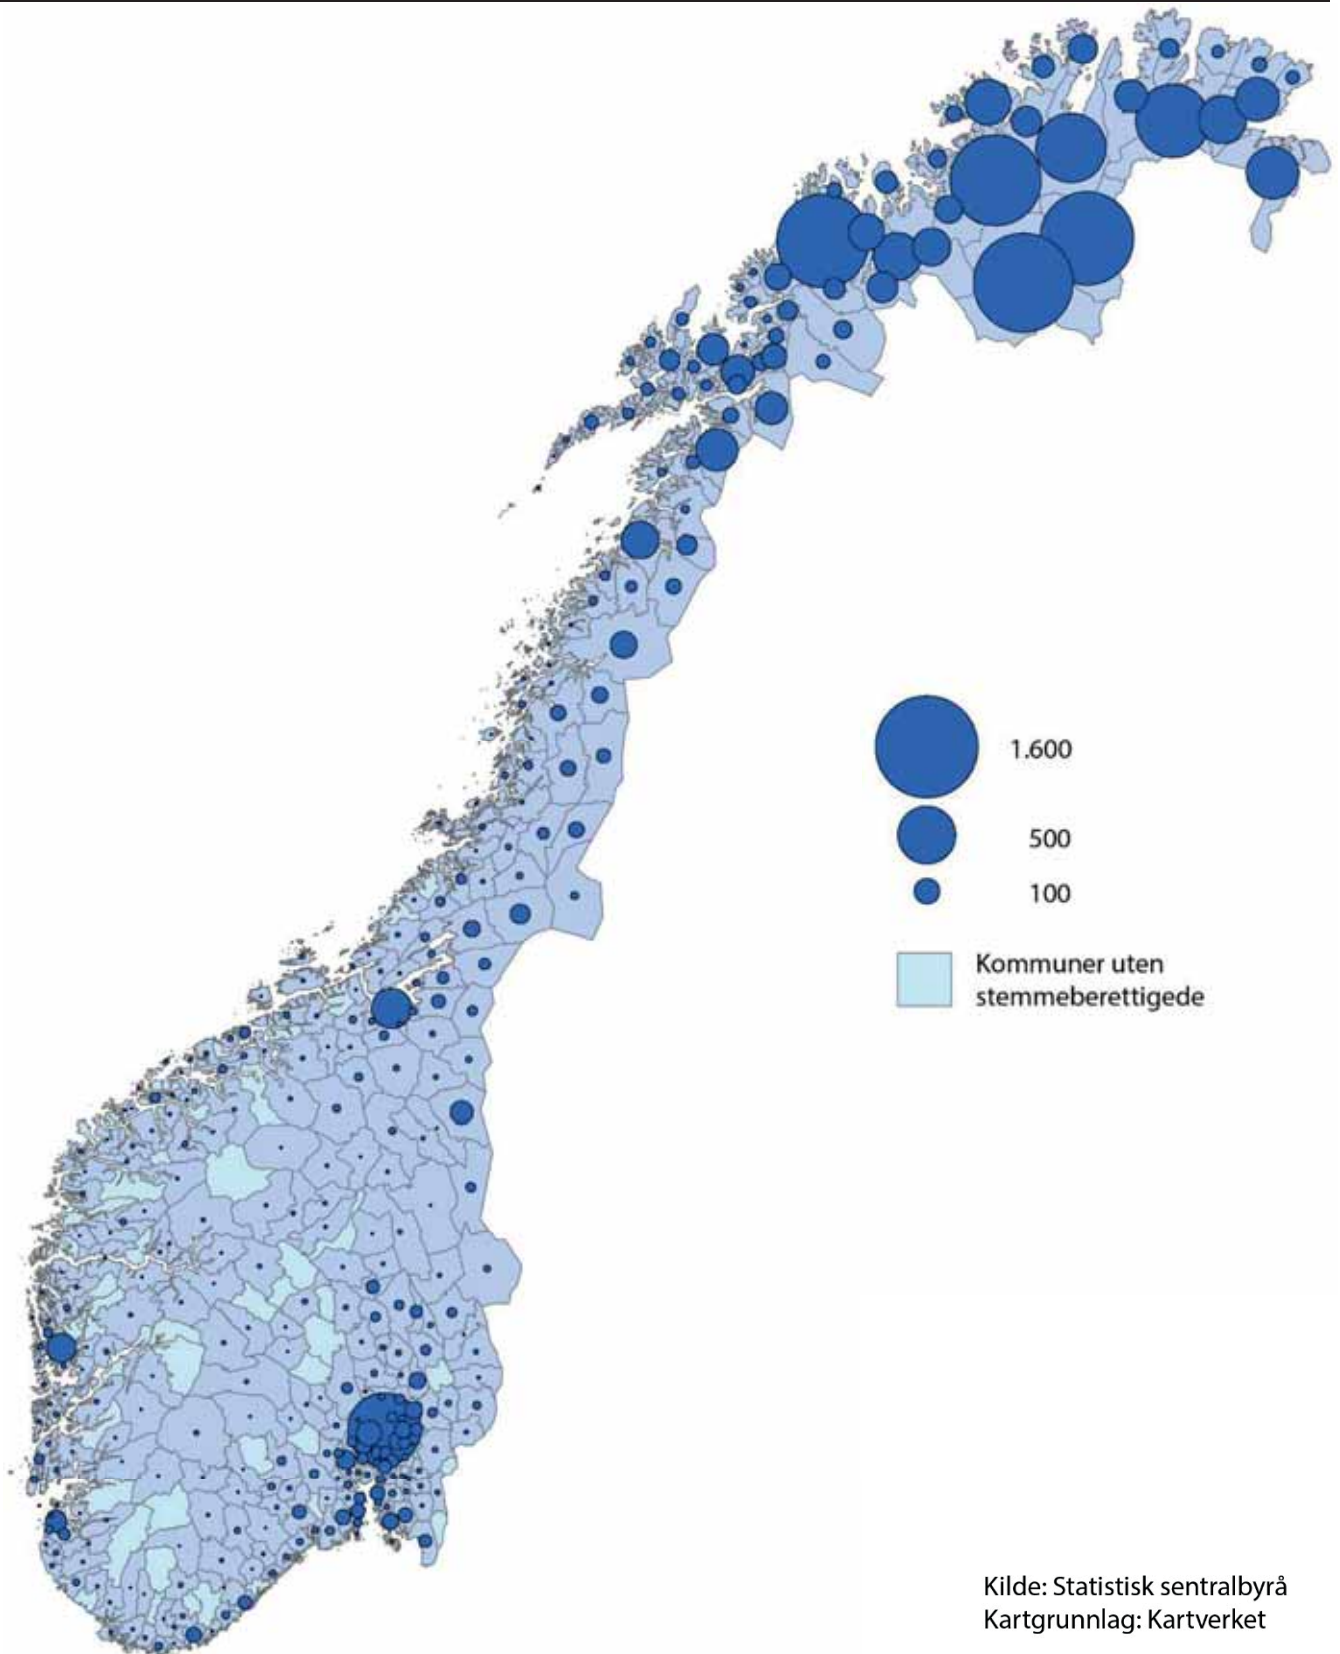 1.600
500
100
Kommuner uten
stemmeberettigede
Kilde: Statistisk sentralbyrå
Kartgrunnlag: Kartverket